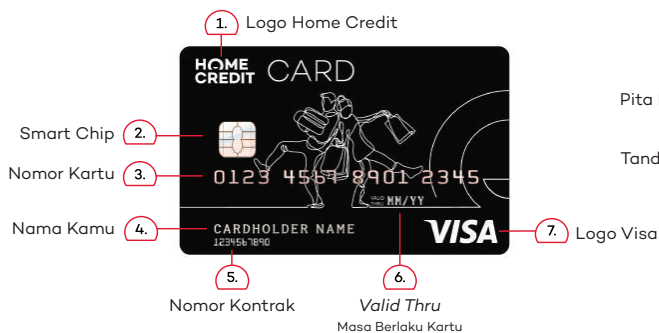 1. Logo Home Credit
HOME CREDIT CARD
Pita
Smart Chip 2.
Tand
Nomor Kartu 3.
0123 4567 8901 2345
VALID THRU MM/YY
Nama Kamu 4.
CARDHOLDER NAME
1234567890
VISA
7. Logo Visa
5.
6.
Nomor Kontrak
Valid Thru
Masa Berlaku Kartu